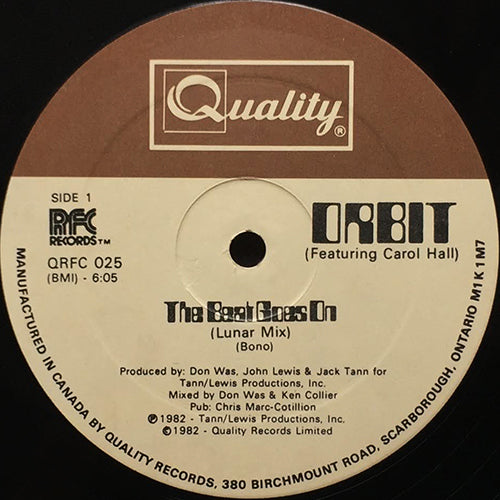 Quality®
SIDE 1
RFC
RECORDS™
QRFC 025
(BMI) - 6:05
ORBIT
(Featuring Carol Hall)
The Beat Goes On
(Lunar Mix)
(Bono)
Produced by: Don Was, John Lewis & Jack Tann for
Tann/Lewis Productions, Inc.
Mixed by Don Was & Ken Collier
Pub: Chris Marc-Cotillion
℗1982 - Tann/Lewis Productions, Inc.
©1982 - Quality Records Limited
MANUFACTURED IN CANADA BY QUALITY RECORDS, 380 BIRCHMOUNT ROAD, SCARBOROUGH, ONTARIO M1K 1M7